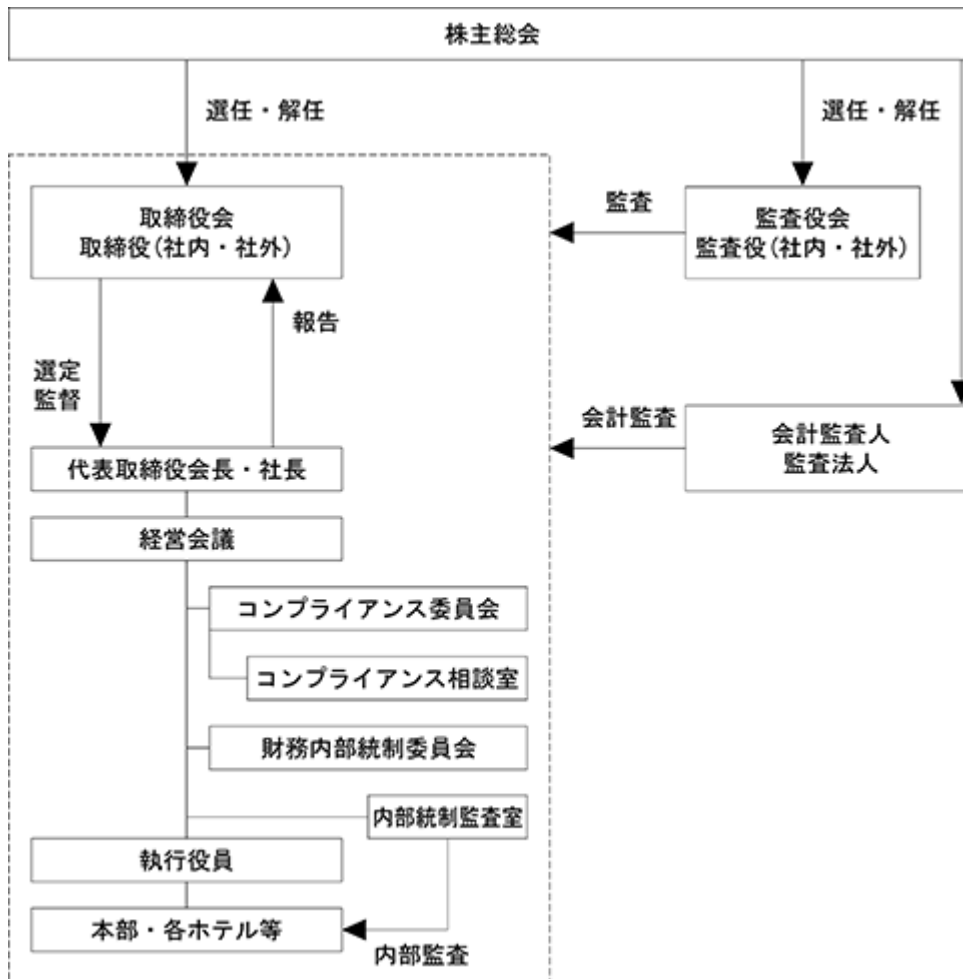 株主総会
選任・解任
選任・解任
取締役会
取締役(社内・社外)
監査
監査役会
監査役(社内・社外)
報告
選定
監督
会計監査
会計監査人
監査法人
代表取締役会長・社長
経営会議
コンプライアンス委員会
コンプライアンス相談室
財務内部統制委員会
内部統制監査室
執行役員
本部・各ホテル等
内部監査